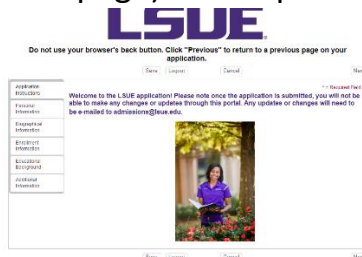 LSUE
Do not use your browser's back button. Click "Previous" to return to a previous page on your
application.
Save Logout Cancel
* = Required Field
Application
Instructions
Welcome to the LSUE application! Please note once the application is submitted, you will not be
able to make any changes or updates through this portal. Any updates or changes will need to
be e-mailed to admissions@lsue.edu.
Personal
Information
Biographical
Information
Enrollment
Information
Educational
Background
Additional
Information
Save Logout Cancel